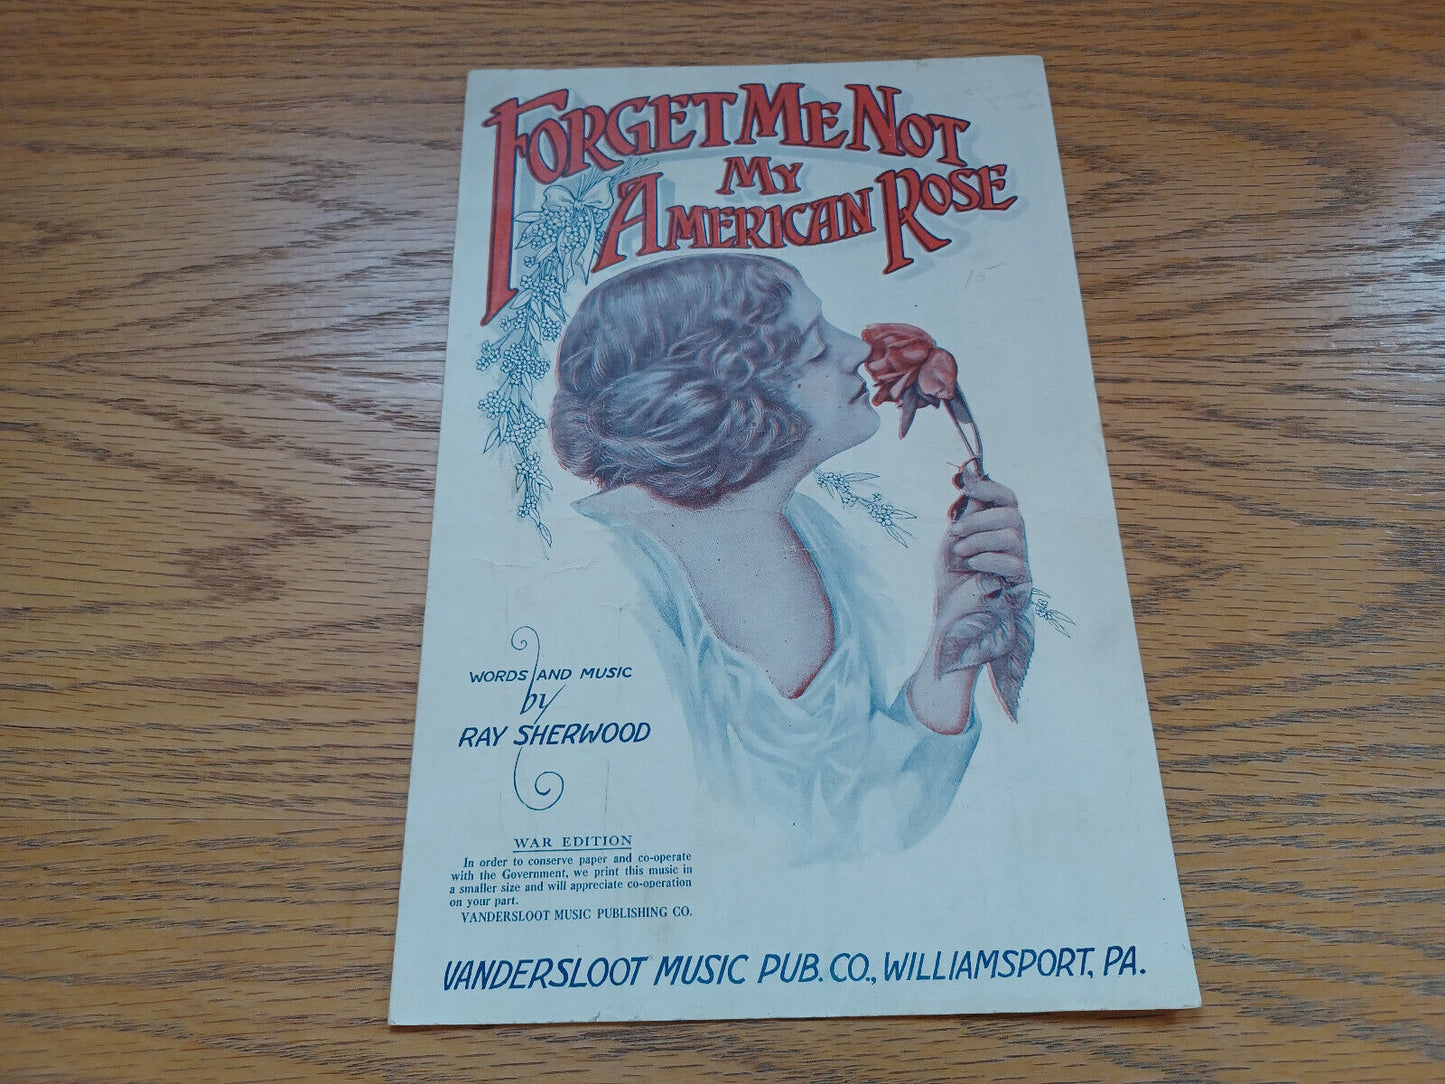 FORGET ME NOT
MY
AMERICAN ROSE
15
WORDS AND MUSIC
by
RAY SHERWOOD
WAR EDITION
In order to conserve paper and co-operate
with the Government, we print this music in
a smaller size and will appreciate co-operation
on your part.
VANDERSLOOT MUSIC PUBLISHING CO.
VANDERSLOOT MUSIC PUB. CO., WILLIAMSPORT, PA.